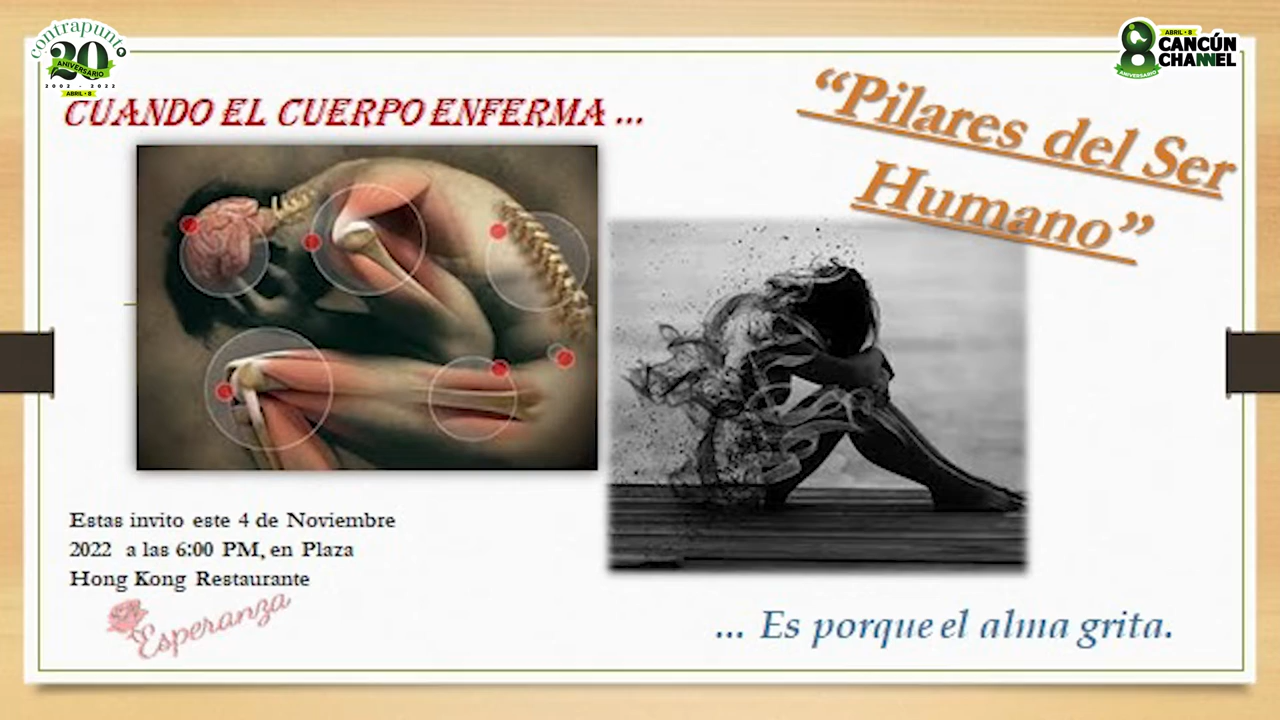 contrapunto
20
ANIVERSARIO
2002 - 2022
ABRIL • 8
ABRIL • 8
8 CANCÚN
CHANNEL
ANIVERSARIO
CUANDO EL CUERPO ENFERMA ...
“Pilares del Ser
Humano”
Estas invito este 4 de Noviembre
2022 a las 6:00 PM, en Plaza
Hong Kong Restaurante
Esperanza
... Es porque el alma grita.